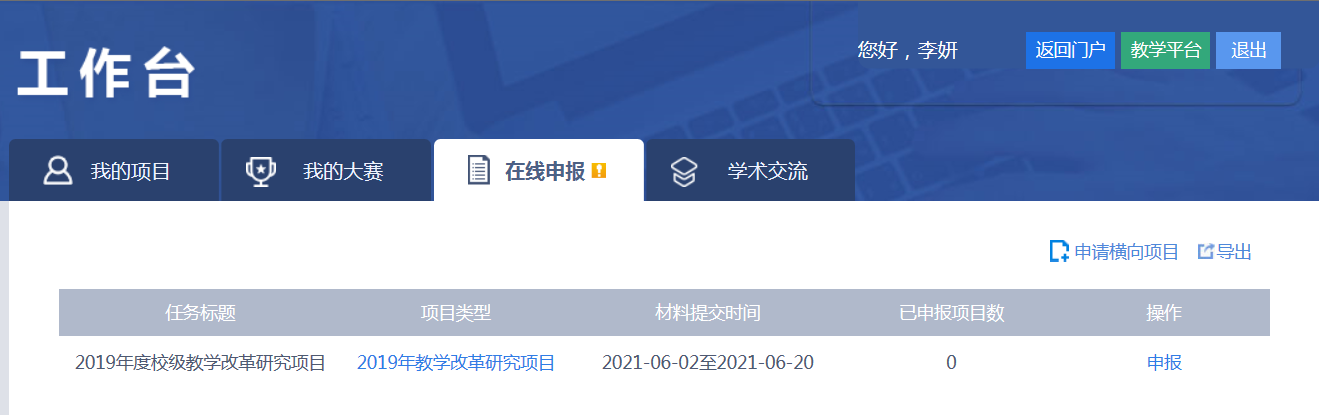 您好，李妍
返回门户
教学平台
退出
工作台
我的项目
我的大赛
在线申报
学术交流
申请横向项目
导出
任务标题 项目类型 材料提交时间 已申报项目数 操作
2019年度校级教学改革研究项目 2019年教学改革研究项目 2021-06-02至2021-06-20 0 申报